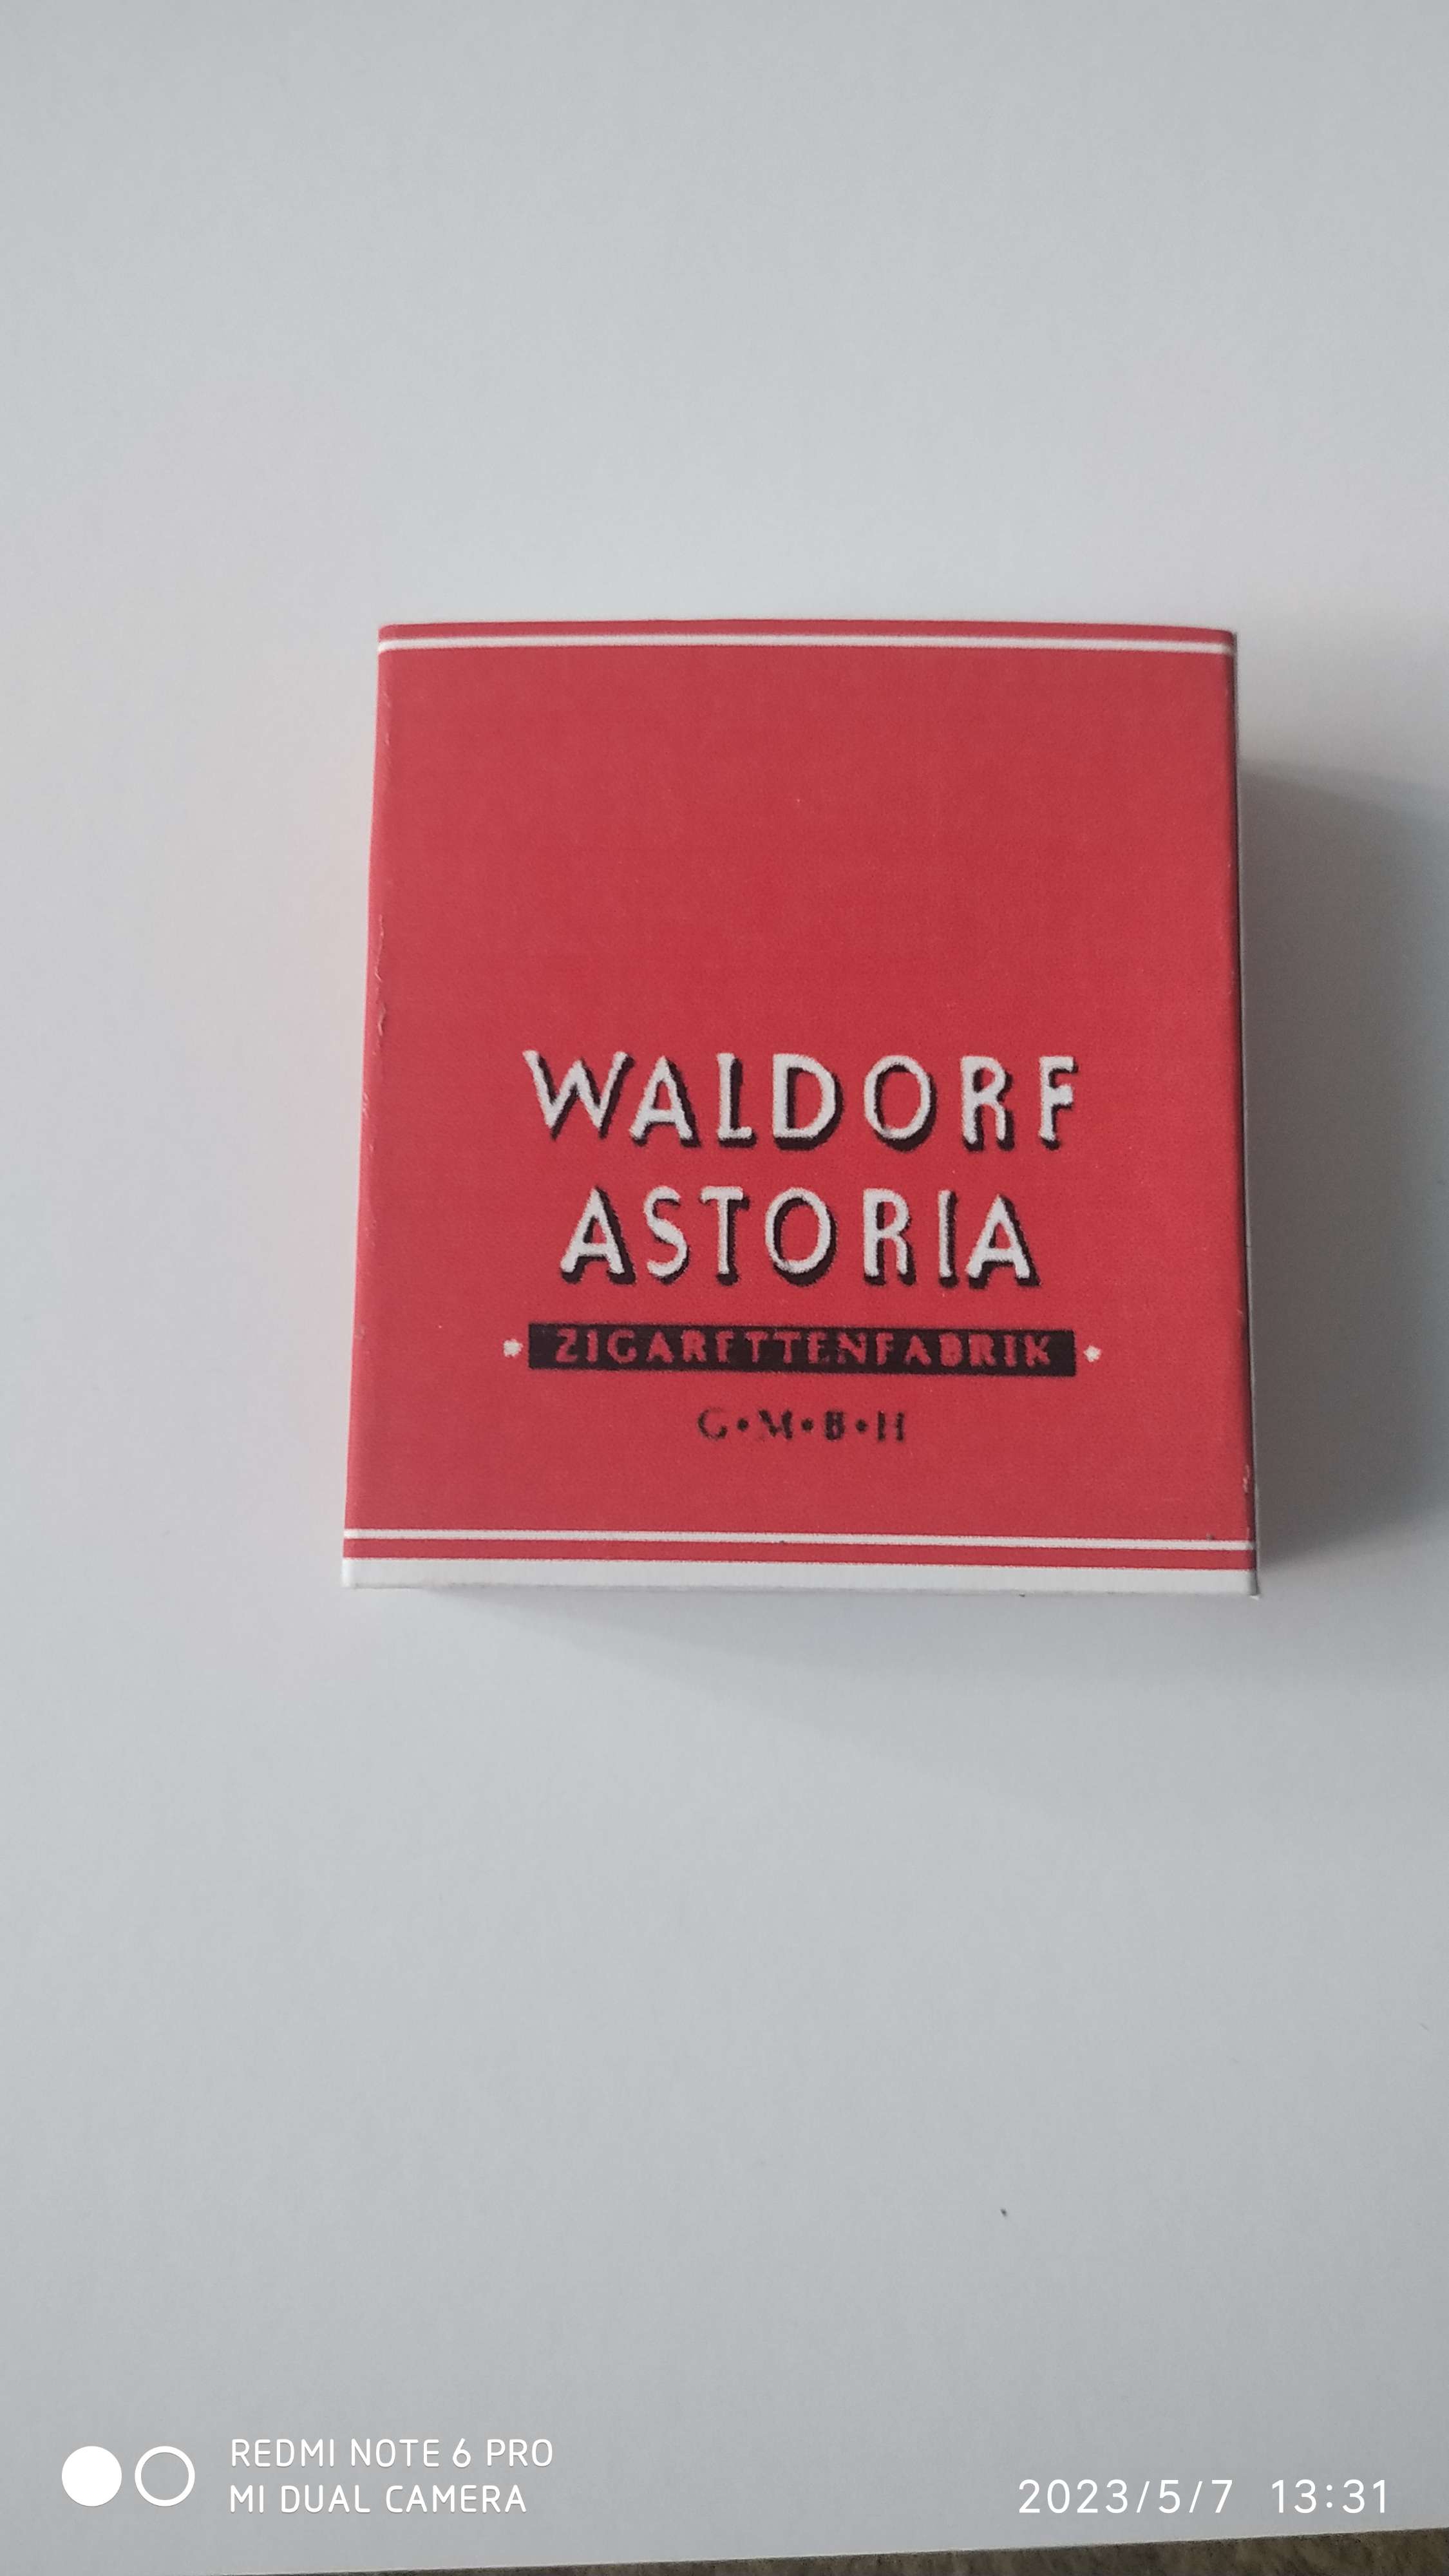 WALDORF
ASTORIA
ZIGARETTENFABRIK
G•M•B•H
REDMI NOTE 6 PRO
MI DUAL CAMERA
2023/5/7 13:31